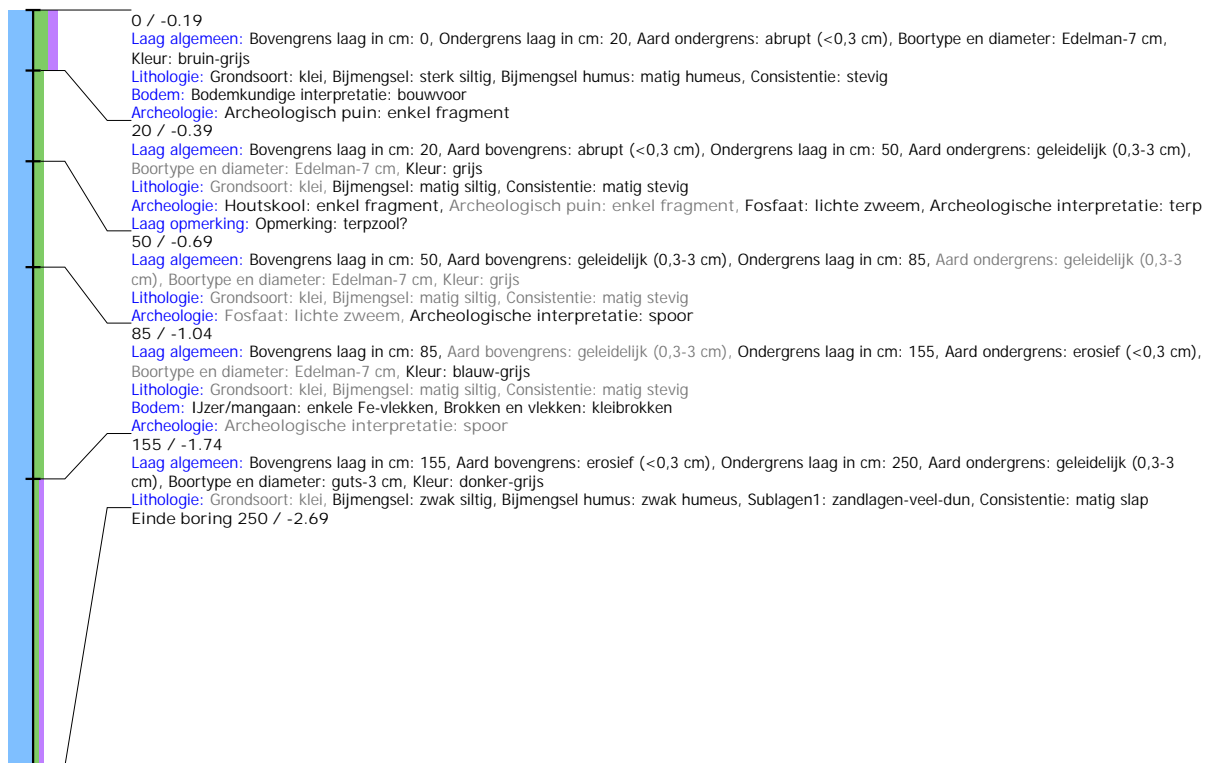 0 / -0.19
Laag algemeen: Bovengrens laag in cm: 0, Ondergrens laag in cm: 20, Aard ondergrens: abrupt (<0,3 cm), Boortype en diameter: Edelman-7 cm,
Kleur: bruin-grijs
Lithologie: Grondsoort: klei, Bijmengsel: sterk siltig, Bijmengsel humus: matig humeus, Consistentie: stevig
Bodem: Bodemkundige interpretatie: bouwvoor
Archeologie: Archeologisch puin: enkel fragment
20 / -0.39
Laag algemeen: Bovengrens laag in cm: 20, Aard bovengrens: abrupt (<0,3 cm), Ondergrens laag in cm: 50, Aard ondergrens: geleidelijk (0,3-3 cm),
Boortype en diameter: Edelman-7 cm, Kleur: grijs
Lithologie: Grondsoort: klei, Bijmengsel: matig siltig, Consistentie: matig stevig
Archeologie: Houtskool: enkel fragment, Archeologisch puin: enkel fragment, Fosfaat: lichte zweem, Archeologische interpretatie: terp
Laag opmerking: Opmerking: terpzool?
50 / -0.69
Laag algemeen: Bovengrens laag in cm: 50, Aard bovengrens: geleidelijk (0,3-3 cm), Ondergrens laag in cm: 85, Aard ondergrens: geleidelijk (0,3-3
cm), Boortype en diameter: Edelman-7 cm, Kleur: grijs
Lithologie: Grondsoort: klei, Bijmengsel: matig siltig, Consistentie: matig stevig
Archeologie: Fosfaat: lichte zweem, Archeologische interpretatie: spoor
85 / -1.04
Laag algemeen: Bovengrens laag in cm: 85, Aard bovengrens: geleidelijk (0,3-3 cm), Ondergrens laag in cm: 155, Aard ondergrens: erosief (<0,3 cm),
Boortype en diameter: Edelman-7 cm, Kleur: blauw-grijs
Lithologie: Grondsoort: klei, Bijmengsel: matig siltig, Consistentie: matig stevig
Bodem: IJzer/mangaan: enkele Fe-vlekken, Brokken en vlekken: kleibrokken
Archeologie: Archeologische interpretatie: spoor
155 / -1.74
Laag algemeen: Bovengrens laag in cm: 155, Aard bovengrens: erosief (<0,3 cm), Ondergrens laag in cm: 250, Aard ondergrens: geleidelijk (0,3-3
cm), Boortype en diameter: guts-3 cm, Kleur: donker-grijs
Lithologie: Grondsoort: klei, Bijmengsel: zwak siltig, Bijmengsel humus: zwak humeus, Sublagen1: zandlagen-veel-dun, Consistentie: matig slap
Einde boring 250 / -2.69